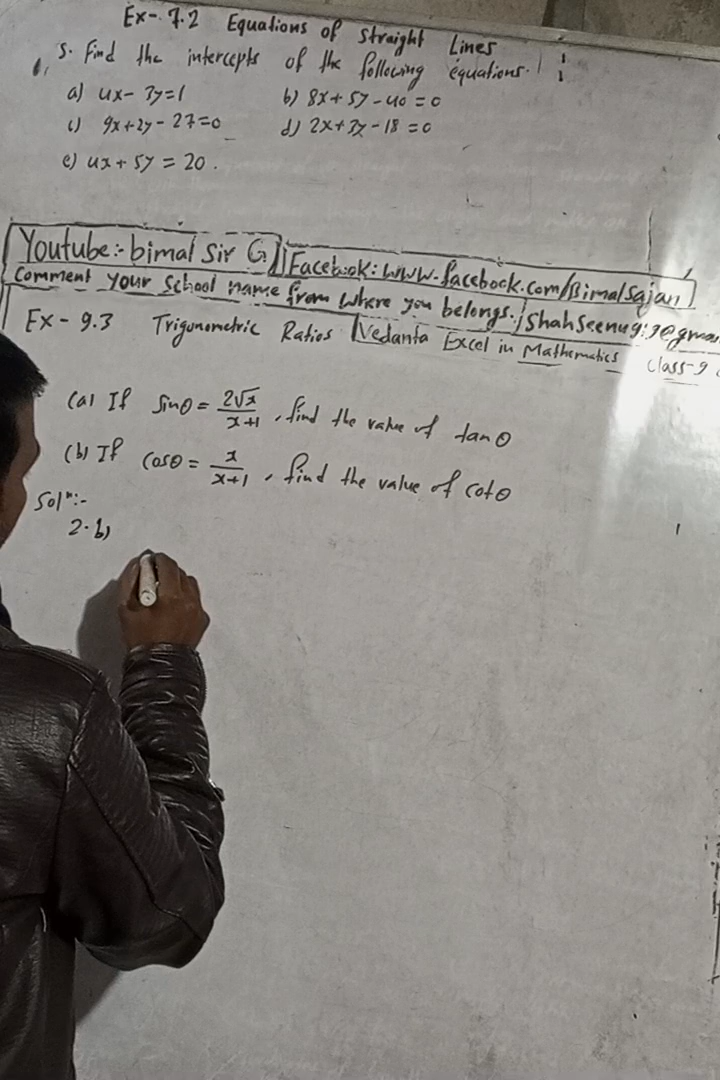 Ex-7.2 Equations of Straight Lines
5. Find the intercepts of the following equations.
a) 4x-3y=1 b) 8x+5y-40=0
c) 9x+2y-27=0 d) 2x+3y-18=0
e) 4x+5y=20.
Youtube:-bimal Sir G Facebook: www.facebook.com/Bimalsajan
Comment your School name from where you belongs.
Ex-9.3 Trigonometric Ratios Vedanta Excel in Mathematics Class-9
(a) If Sinθ = 2√x/x+1, find the value of tanθ
(b) If Cosθ = x/x+1, find the value of cotθ
Solⁿ:-
2.b)